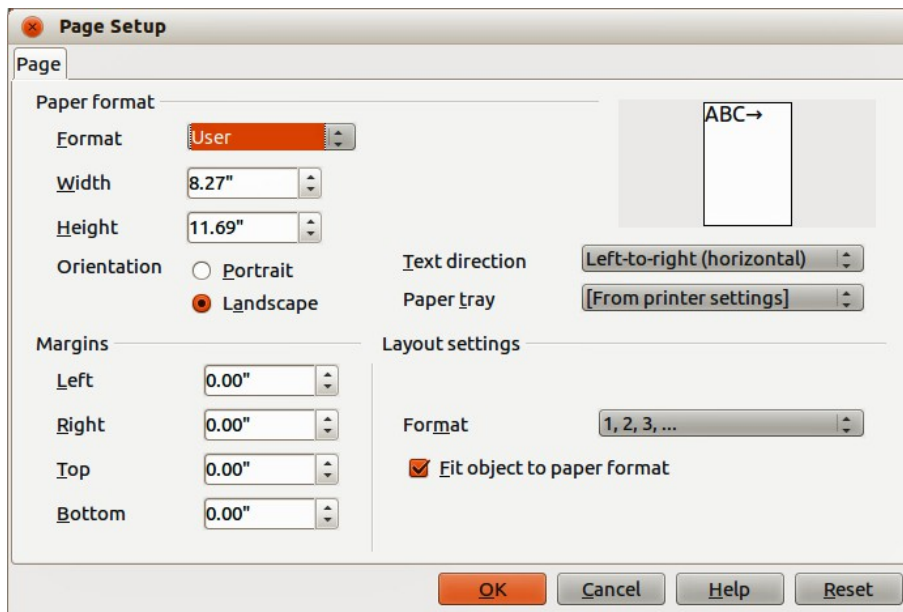 Page Setup
Page
Paper format
ABC→
Format User
Width 8.27"
Height 11.69"
Orientation Portrait
Landscape
Text direction Left-to-right (horizontal)
Paper tray [From printer settings]
Margins
Left 0.00"
Right 0.00"
Top 0.00"
Bottom 0.00"
Layout settings
Format 1, 2, 3, ...
Fit object to paper format
OK Cancel Help Reset